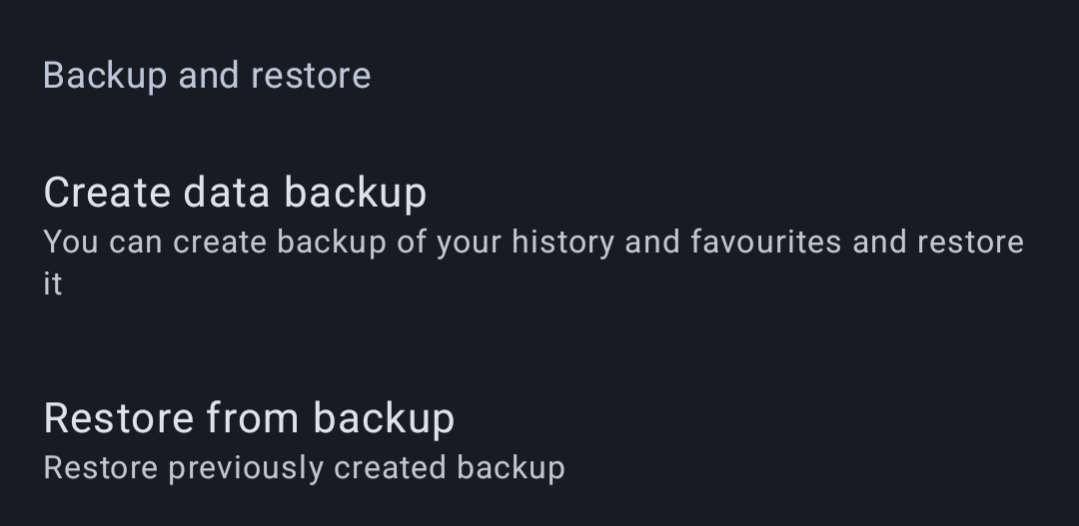 Backup and restore
Create data backup
You can create backup of your history and favourites and restore
it
Restore from backup
Restore previously created backup